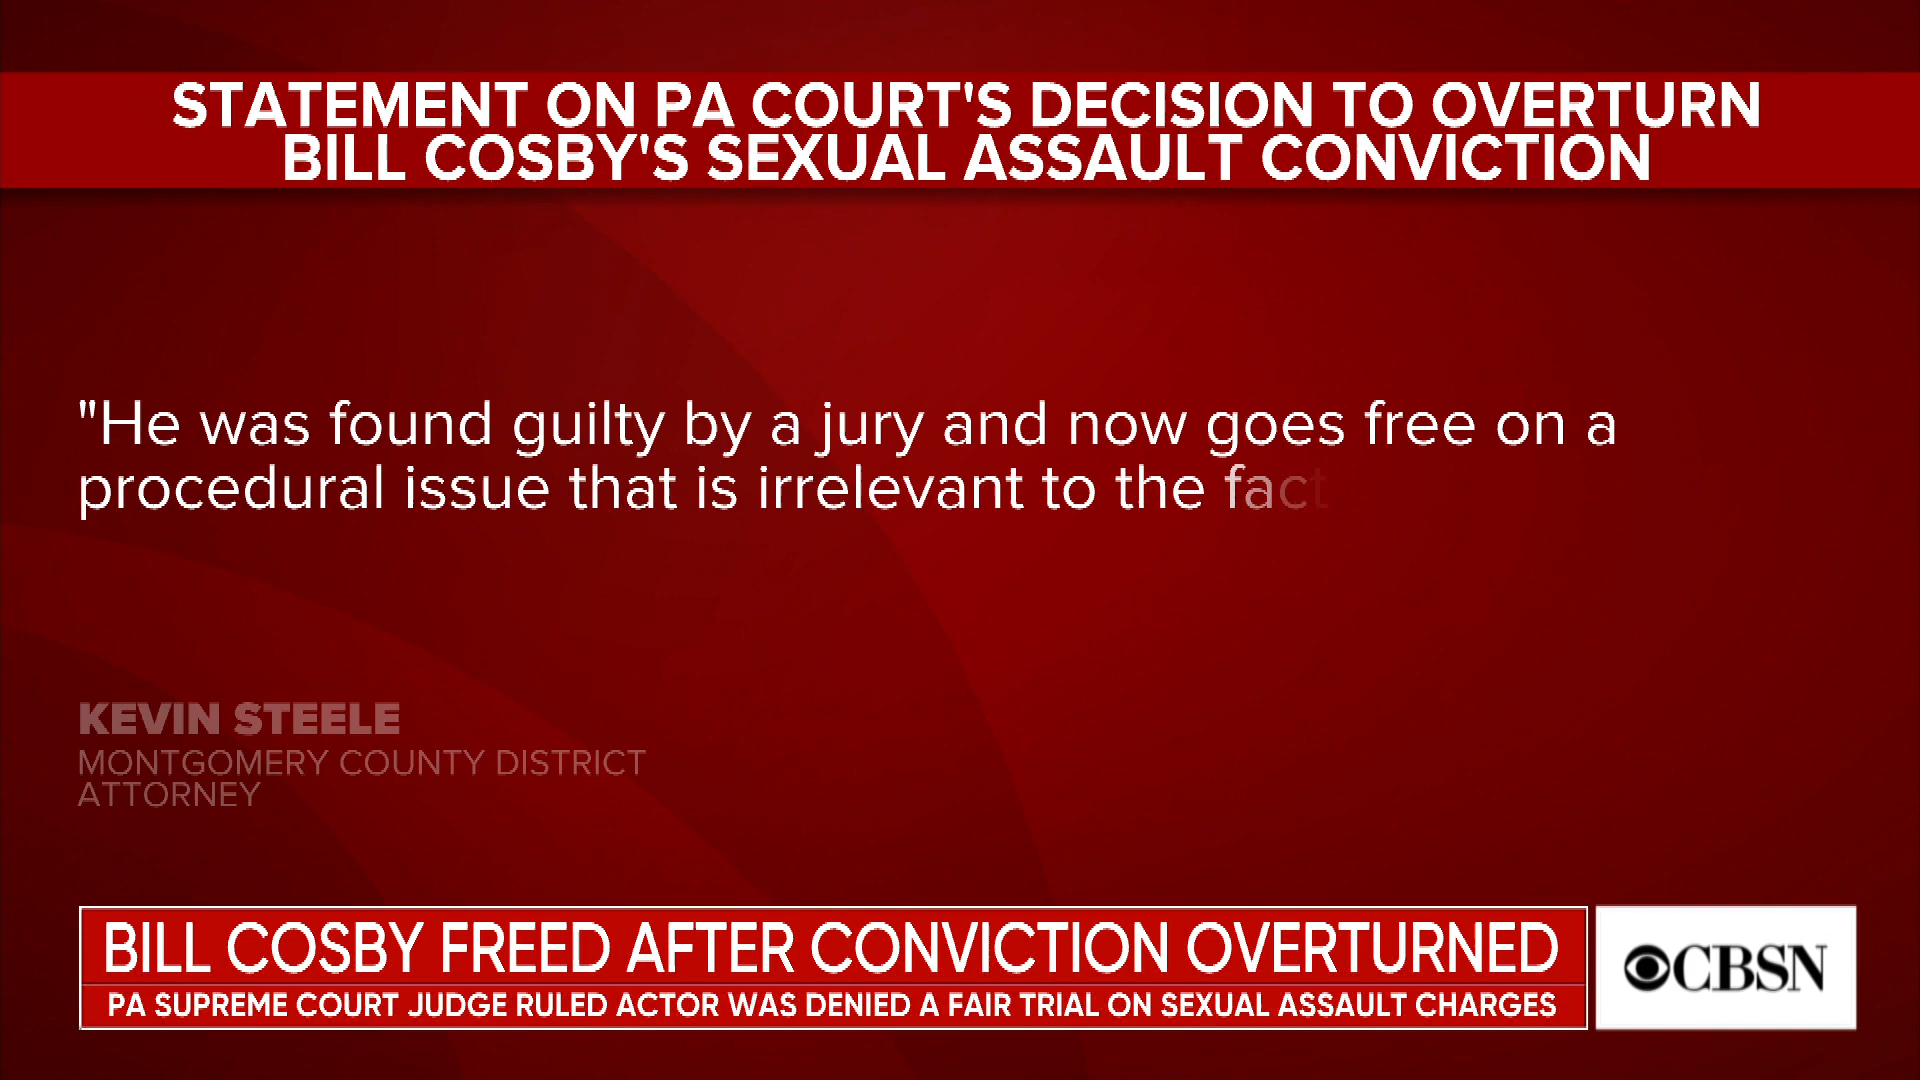 STATEMENT ON PA COURT'S DECISION TO OVERTURN
BILL COSBY'S SEXUAL ASSAULT CONVICTION
"He was found guilty by a jury and now goes free on a
procedural issue that is irrelevant to the fact
KEVIN STEELE
MONTGOMERY COUNTY DISTRICT
ATTORNEY
BILL COSBY FREED AFTER CONVICTION OVERTURNED
PA SUPREME COURT JUDGE RULED ACTOR WAS DENIED A FAIR TRIAL ON SEXUAL ASSAULT CHARGES
CBSN